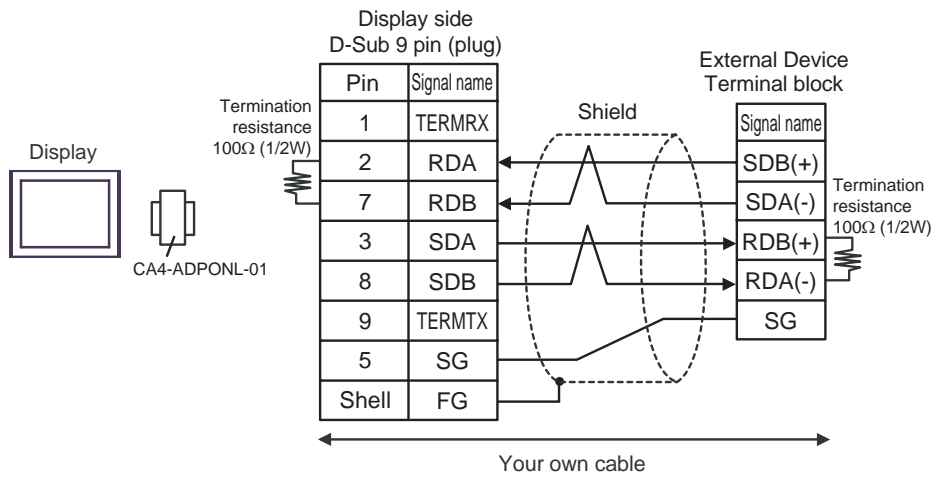 Display side
D-Sub 9 pin (plug)
External Device
Terminal block
Pin Signal name
Signal name
Termination
resistance
100Ω (1/2W)
Shield
1 TERMRX
2 RDA
SDB(+)
7 RDB
SDA(-)
3 SDA
RDB(+)
8 SDB
RDA(-)
9 TERMTX
SG
5 SG
Shell FG
Termination
resistance
100Ω (1/2W)
Display
CA4-ADPONL-01
Your own cable